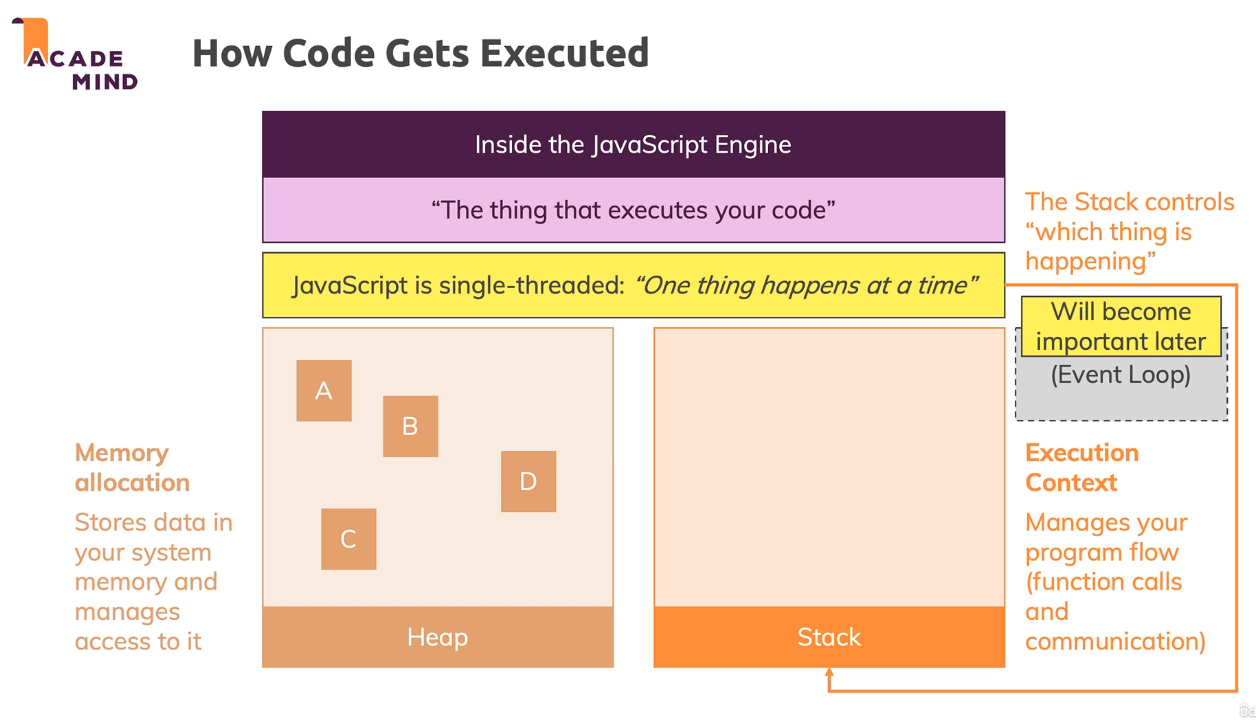 ACADE
MIND
How Code Gets Executed
Inside the JavaScript Engine
“The thing that executes your code”
JavaScript is single-threaded: “One thing happens at a time”
The Stack controls
“which thing is
happening”
Will become
important later
(Event Loop)
A
B
D
C
Memory
allocation
Stores data in
your system
memory and
manages
access to it
Heap
Stack
Execution
Context
Manages your
program flow
(function calls
and
communication)